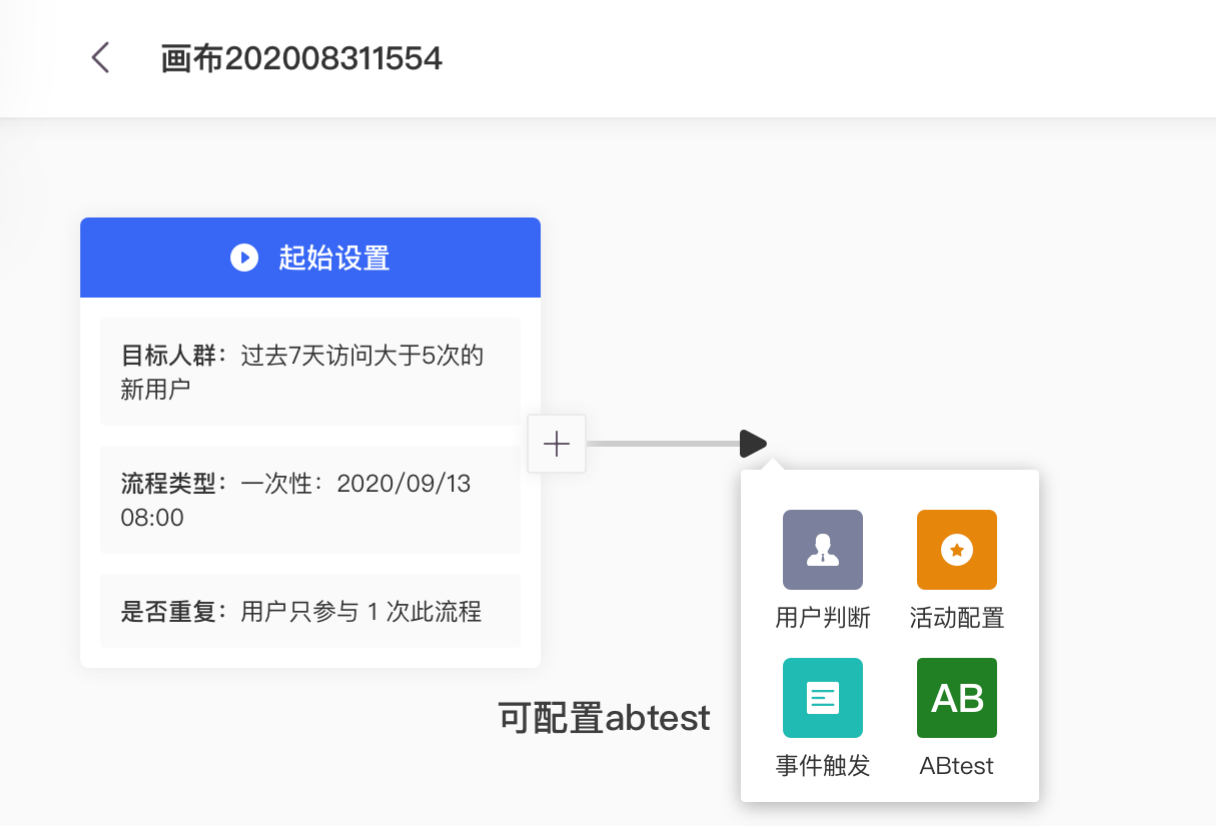 画布202008311554
起始设置
目标人群：过去7天访问大于5次的
新用户
流程类型：一次性：2020/09/13
08:00
是否重复：用户只参与 1 次此流程
用户判断
活动配置
可配置abtest
AB
事件触发
ABtest